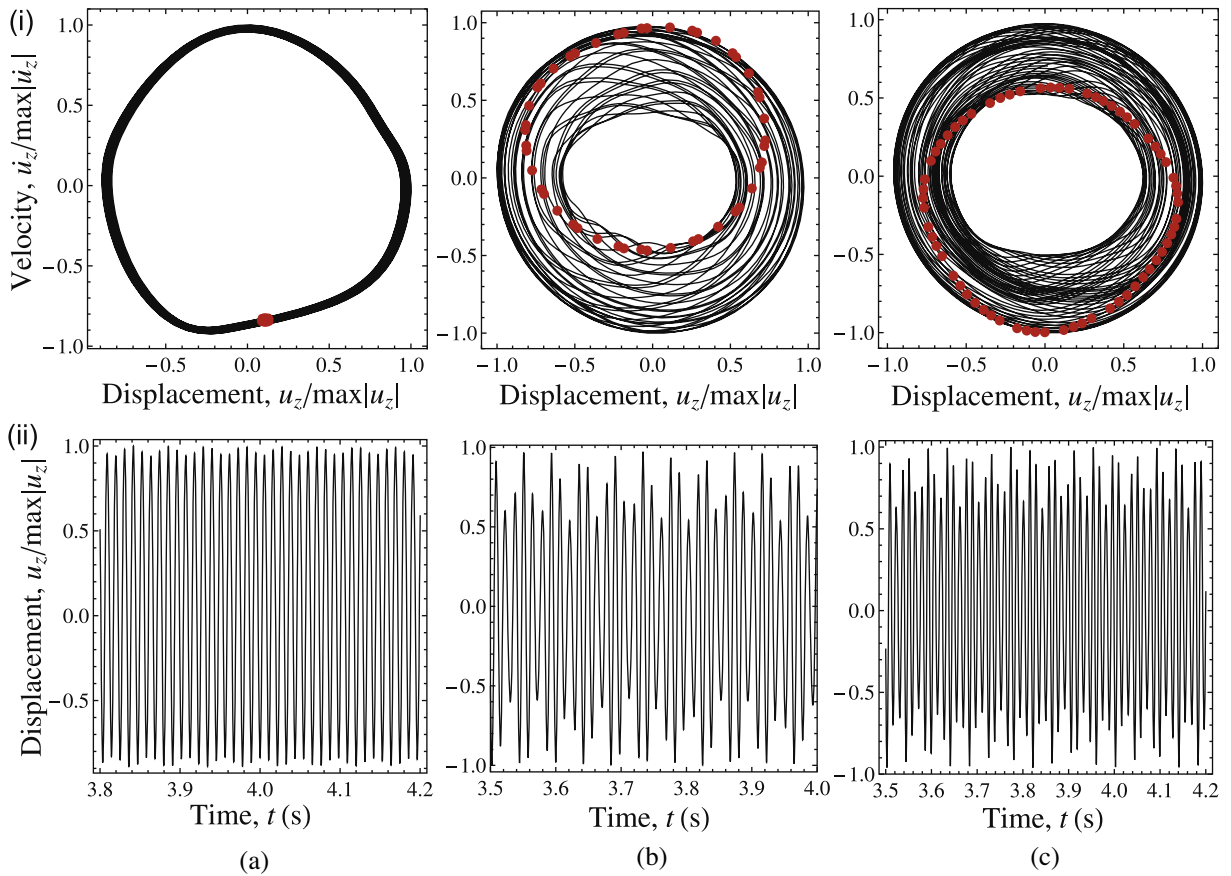 (i)
Velocity, u̇_z/max|u̇_z|
1.0
0.5
0.0
−0.5
−1.0
−0.5 0.0 0.5 1.0
Displacement, u_z/max|u_z|
1.0
0.5
0.0
−0.5
−1.0
−1.0 −0.5 0.0 0.5 1.0
Displacement, u_z/max|u_z|
1.0
0.5
0.0
−0.5
−1.0
−1.0 −0.5 0.0 0.5 1.0
Displacement, u_z/max|u_z|
(ii)
Displacement, u_z/max|u_z|
1.0
0.5
0.0
−0.5
3.8 3.9 4.0 4.1 4.2
Time, t (s)
(a)
1.0
0.5
0.0
−0.5
−1.0
3.5 3.6 3.7 3.8 3.9 4.0
Time, t (s)
(b)
1.0
0.5
0.0
−0.5
−1.0
3.5 3.6 3.7 3.8 3.9 4.0 4.1 4.2
Time, t (s)
(c)